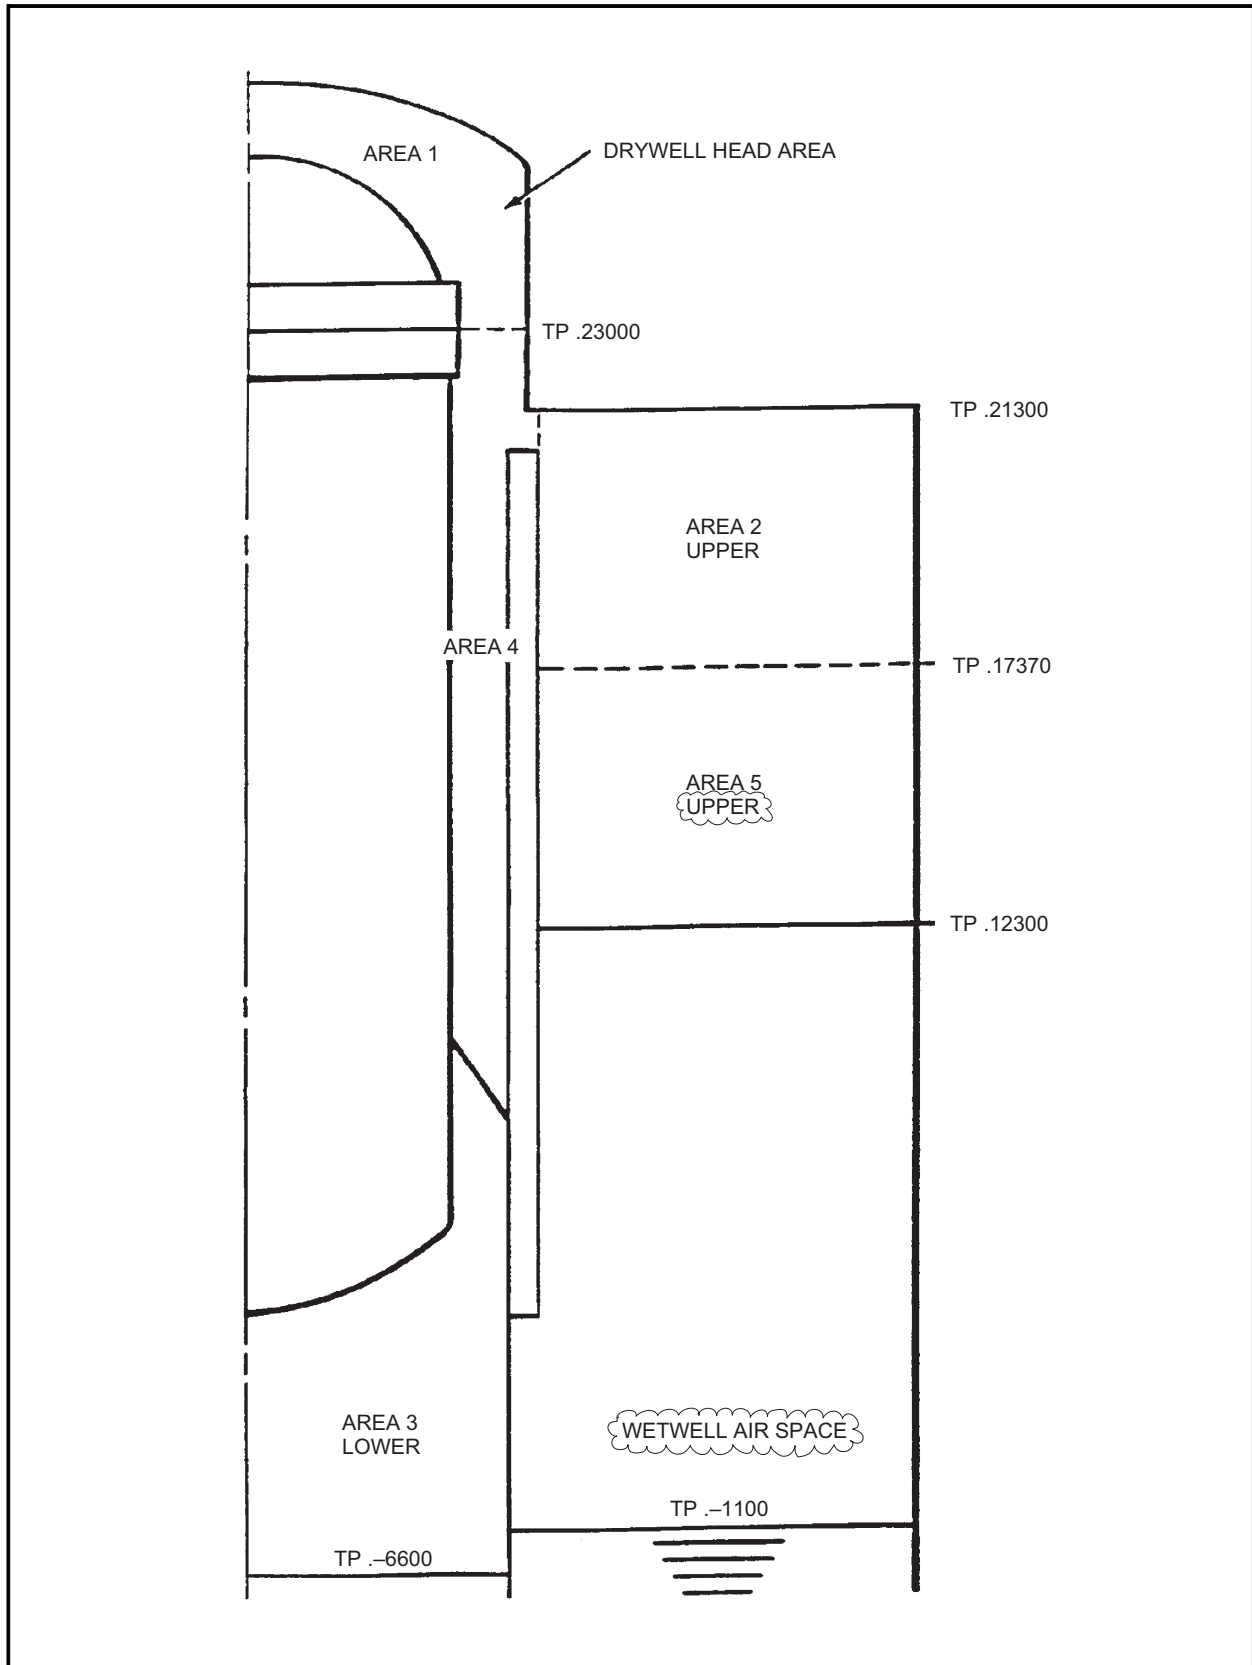 AREA 1
DRYWELL HEAD AREA
TP .23000
TP .21300
AREA 2
UPPER
AREA 4
TP .17370
AREA 5
UPPER
TP .12300
AREA 3
LOWER
WETWELL AIR SPACE
TP .–1100
TP .–6600